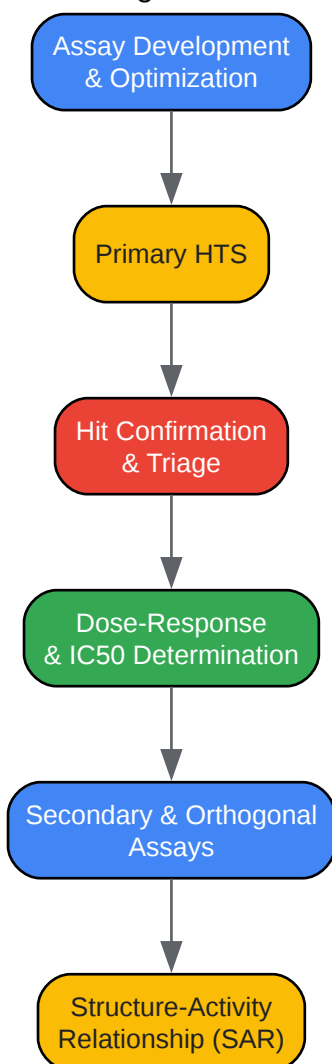 Assay Development
& Optimization
Primary HTS
Hit Confirmation
& Triage
Dose-Response
& IC50 Determination
Secondary & Orthogonal
Assays
Structure-Activity
Relationship (SAR)